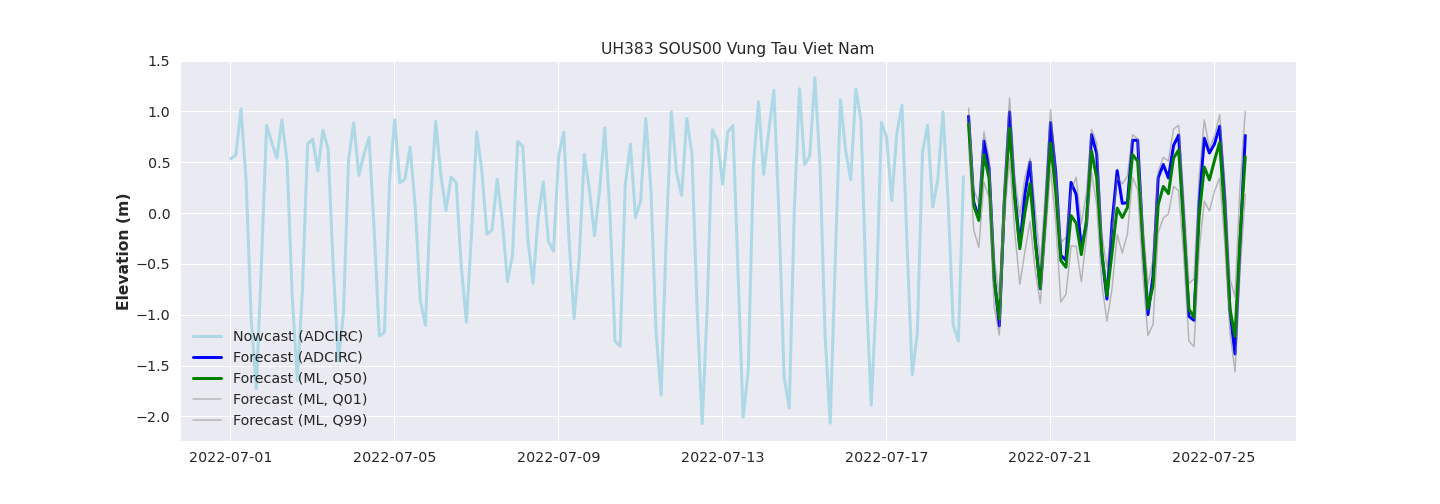 UH383 SOUS00 Vung Tau Viet Nam
Elevation (m)
1.5
1.0
0.5
0.0
−0.5
−1.0
−1.5
−2.0
Nowcast (ADCIRC)
Forecast (ADCIRC)
Forecast (ML, Q50)
Forecast (ML, Q01)
Forecast (ML, Q99)
2022-07-01
2022-07-05
2022-07-09
2022-07-13
2022-07-17
2022-07-21
2022-07-25